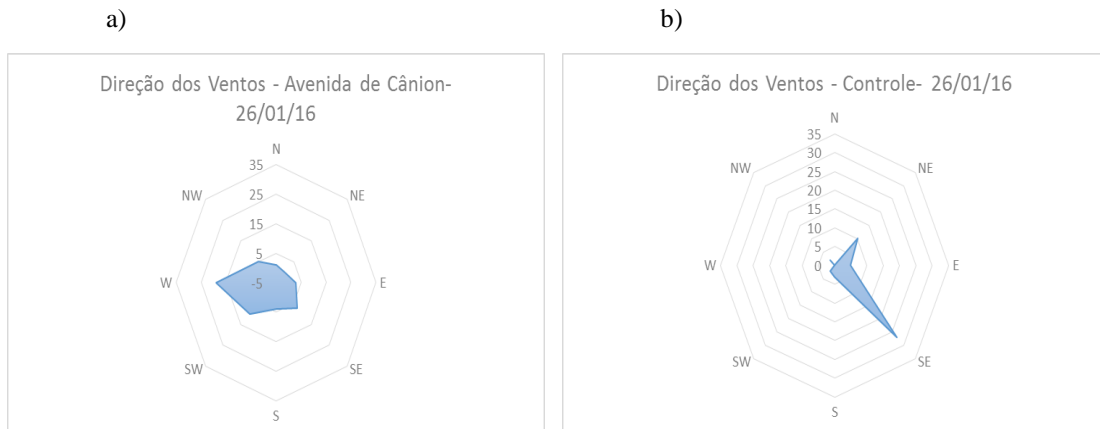 a)
b)
Direção dos Ventos - Avenida de Cânion-
26/01/16
N
35
NW
NE
25
15
5
W
-5
E
SW
SE
S
Direção dos Ventos - Controle- 26/01/16
N
35
30
NW
NE
25
20
15
10
5
W
0
E
SW
SE
S